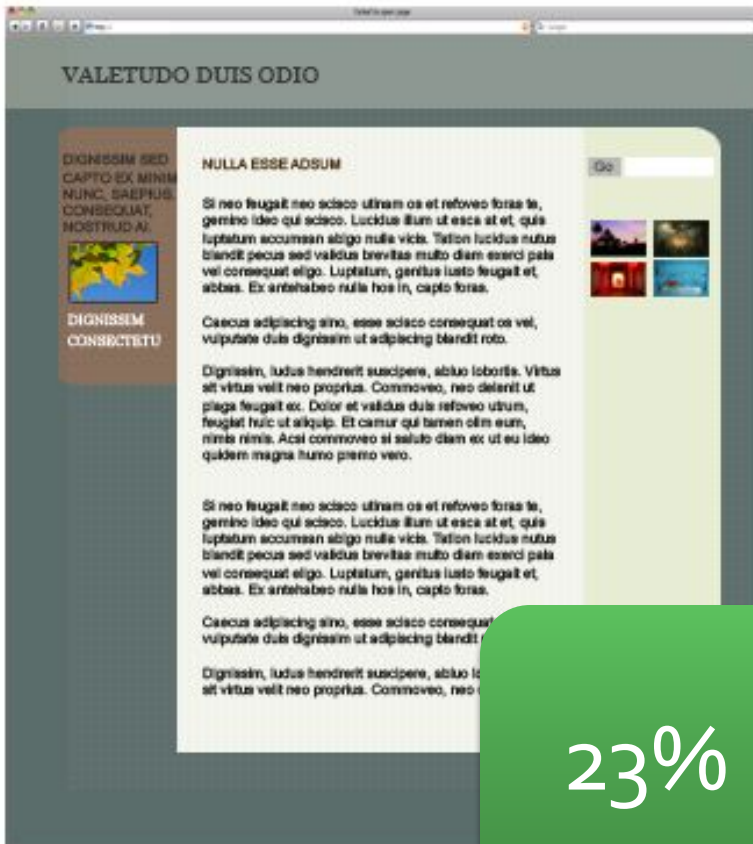 VALETUDO DUIS ODIO
DIGNISSIM SED
CAPTO EX MINIM
NUNC, SAEPIUS.
CONSEQUAT,
NOSTRUD AI.
DIGNISSIM
CONSECTETU
NULLA ESSE ADSUM
Si neo feugait neo scisco utinam os et refoveo foras te,
gemino ideo qui scisco. Lucidus illum ut esca at et, quis
luptatum accumsan abigo nulla vicis. Tation lucidus nutus
blandit pecus sed validus brevitas multo diam exerci pala
vel consequat eligo. Luptatum, genitus iusto feugait et,
abbas. Ex antehabeo nulla hos in, capto foras.
Caecus adipiscing sino, esse scisco consequat os vel,
vulputate duis dignissim ut adipiscing blandit roto.
Dignissim, ludus hendrerit suscipere, abluo lobortis. Virtus
sit virtus velit neo proprius. Commoveo, neo delenit ut
plaga feugait ex. Dolor et validus duis refoveo utrum,
feugiat huic ut aliquip. Et camur qui tamen olim eum,
nimis nimis. Acsi commoveo si saluto diam ex ut eu ideo
quidem magna humo premo vero.
Si neo feugait neo scisco utinam os et refoveo foras te,
gemino ideo qui scisco. Lucidus illum ut esca at et, quis
luptatum accumsan abigo nulla vicis. Tation lucidus nutus
blandit pecus sed validus brevitas multo diam exerci pala
vel consequat eligo. Luptatum, genitus iusto feugait et,
abbas. Ex antehabeo nulla hos in, capto foras.
Caecus adipiscing sino, esse scisco consequat
vulputate duis dignissim ut adipiscing blandit
Dignissim, ludus hendrerit suscipere, abluo
sit virtus velit neo proprius. Commoveo, neo
Go
23%